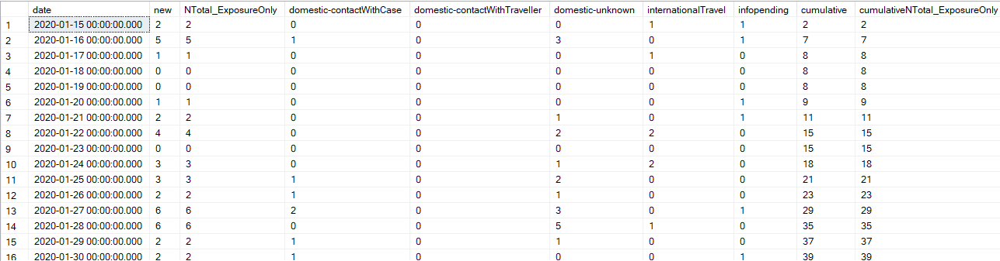 date new NTotal_ExposureOnly domestic-contactWithCase domestic-contactWithTraveller domestic-unknown internationalTravel infopending cumulative cumulativeNTotal_ExposureOnly
1 2020-01-15 00:00:00.000 2 2 0 0 0 1 1 2 2
2 2020-01-16 00:00:00.000 5 5 1 0 3 0 1 7 7
3 2020-01-17 00:00:00.000 1 1 0 0 0 1 0 8 8
4 2020-01-18 00:00:00.000 0 0 0 0 0 0 0 8 8
5 2020-01-19 00:00:00.000 0 0 0 0 0 0 0 8 8
6 2020-01-20 00:00:00.000 1 1 0 0 0 0 1 9 9
7 2020-01-21 00:00:00.000 2 2 0 0 1 0 1 11 11
8 2020-01-22 00:00:00.000 4 4 0 0 2 2 0 15 15
9 2020-01-23 00:00:00.000 0 0 0 0 0 0 0 15 15
10 2020-01-24 00:00:00.000 3 3 0 0 1 2 0 18 18
11 2020-01-25 00:00:00.000 3 3 1 0 2 0 0 21 21
12 2020-01-26 00:00:00.000 2 2 1 0 1 0 0 23 23
13 2020-01-27 00:00:00.000 6 6 2 0 3 0 1 29 29
14 2020-01-28 00:00:00.000 6 6 0 0 5 1 0 35 35
15 2020-01-29 00:00:00.000 2 2 1 0 1 0 0 37 37
16 2020-01-30 00:00:00.000 2 2 1 0 0 0 1 39 39